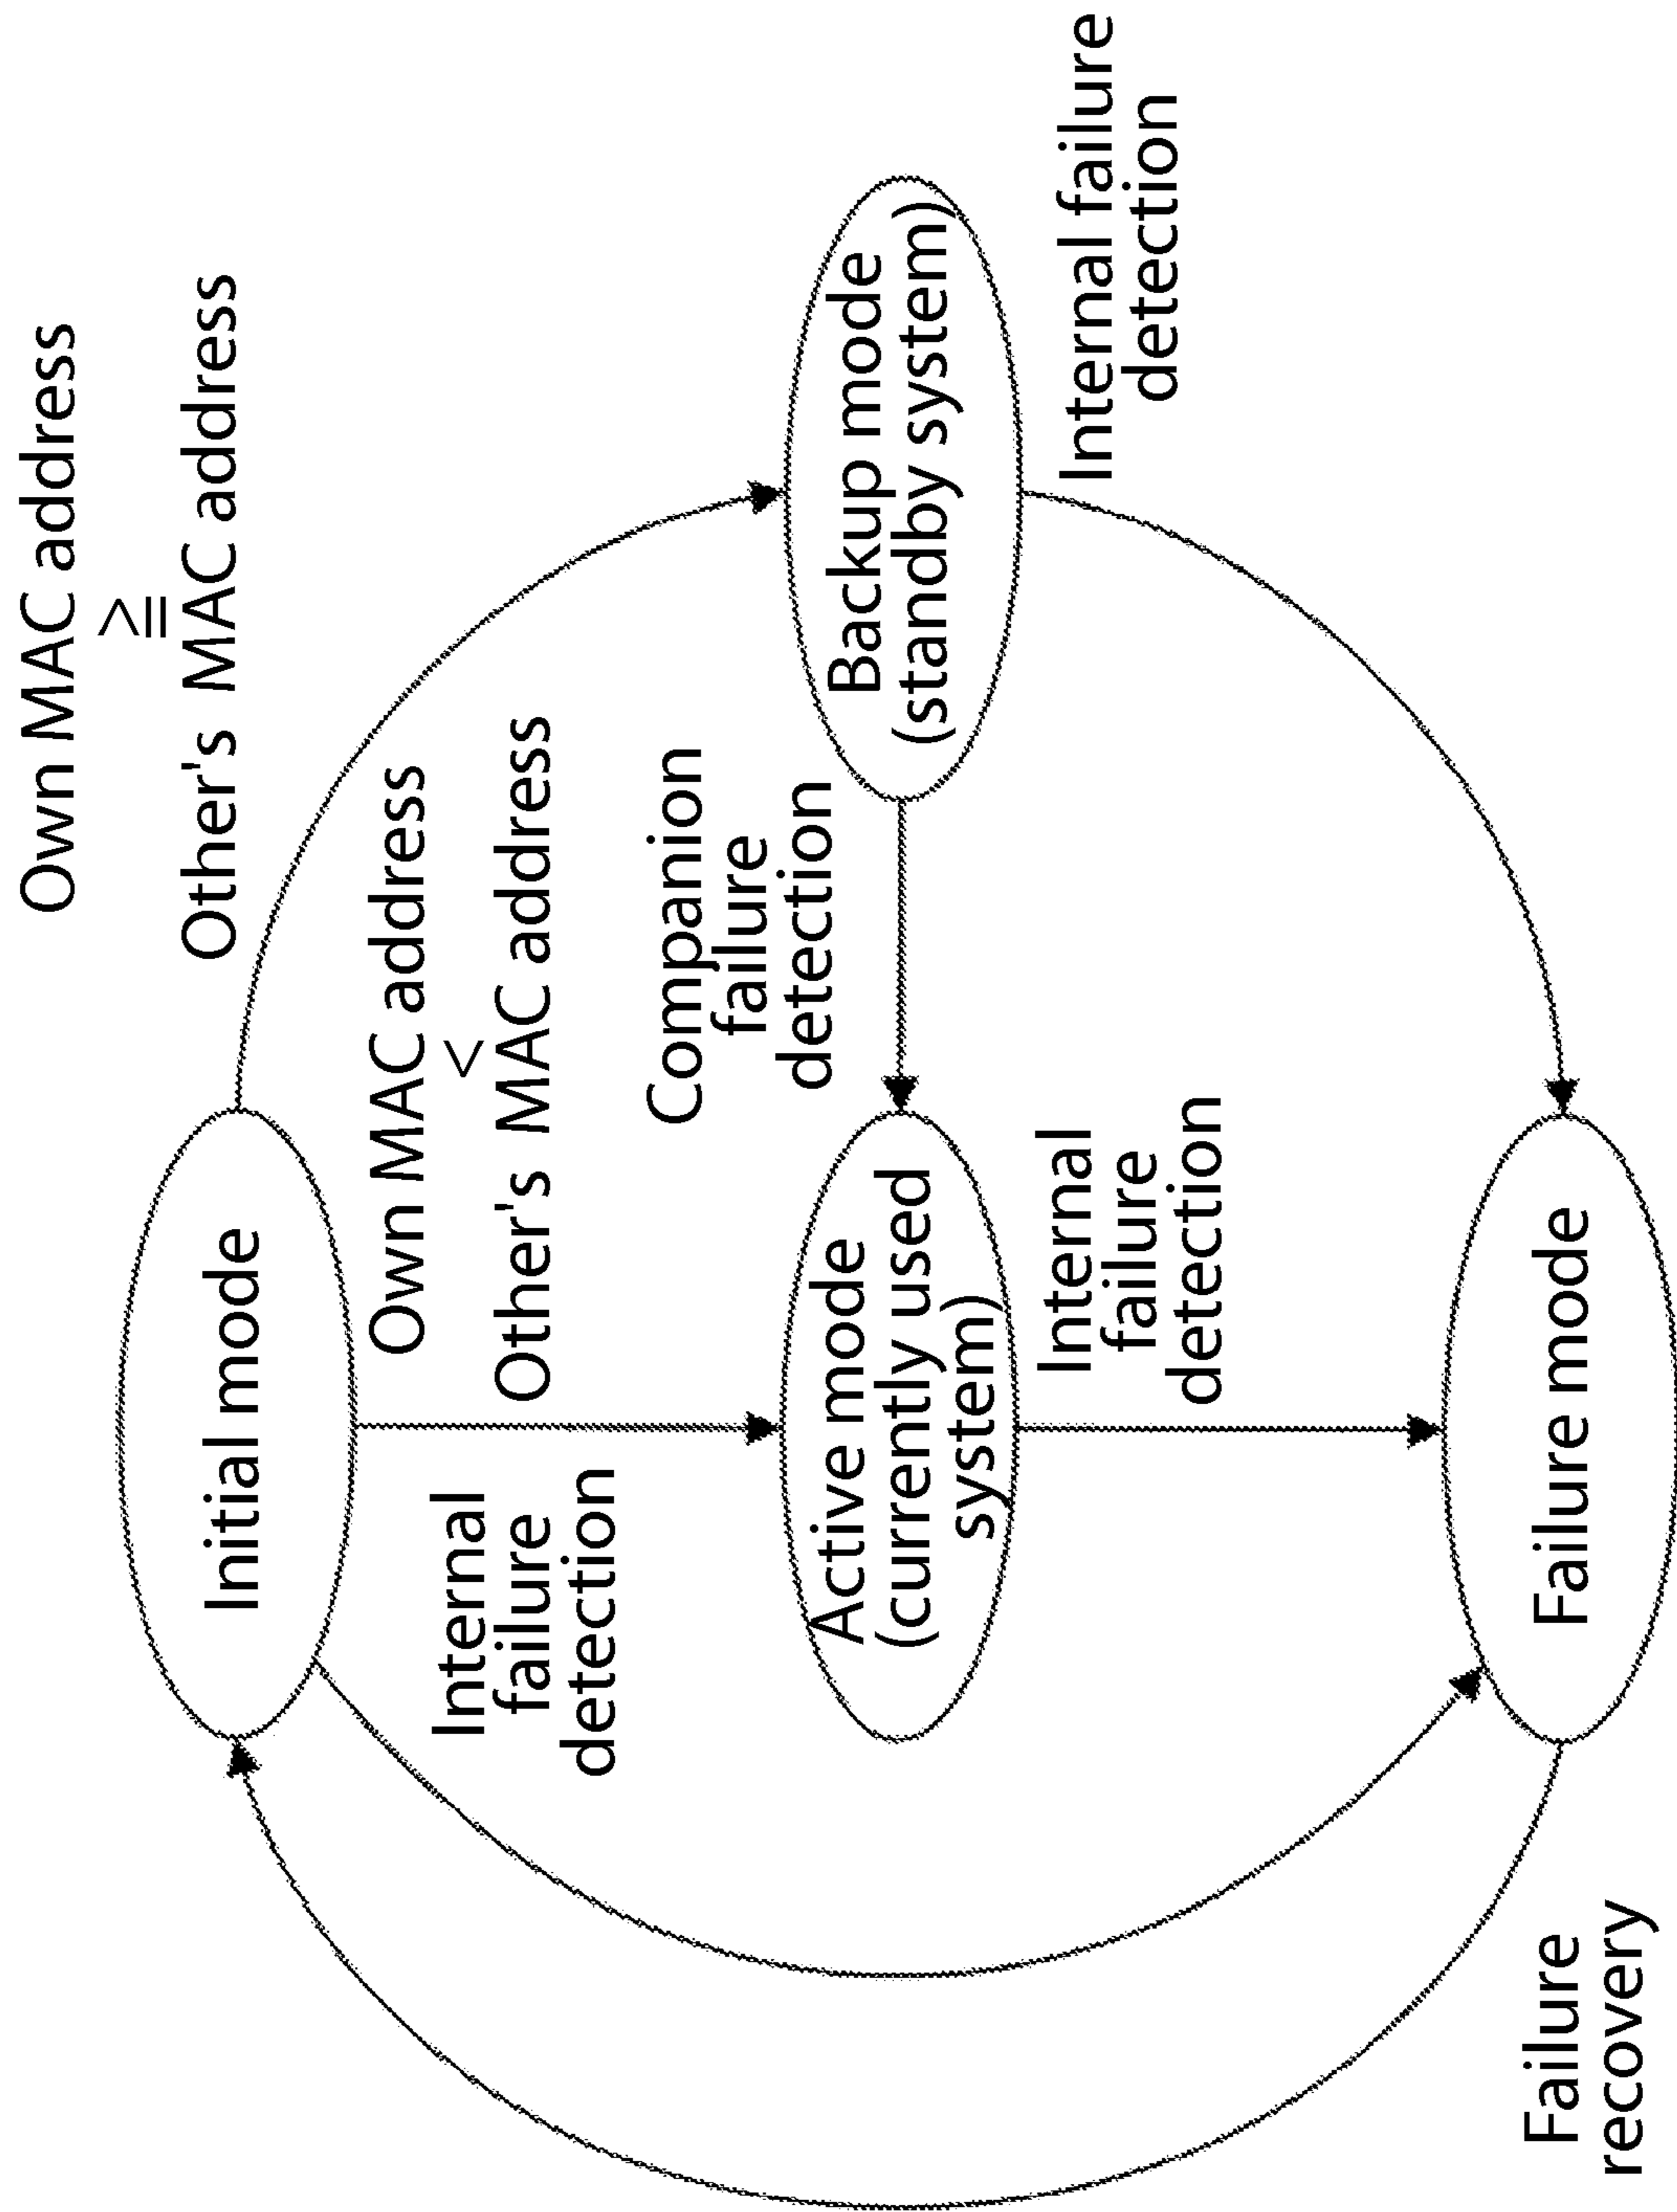 Own MAC address
≧
Other's MAC address
Initial mode
Own MAC address
<
Other's MAC address
Internal
failure
detection
Companion
failure
detection
Active mode
(currently used
system)
Backup mode
(standby system)
Internal
failure
detection
Internal failure
detection
Failure mode
Failure
recovery